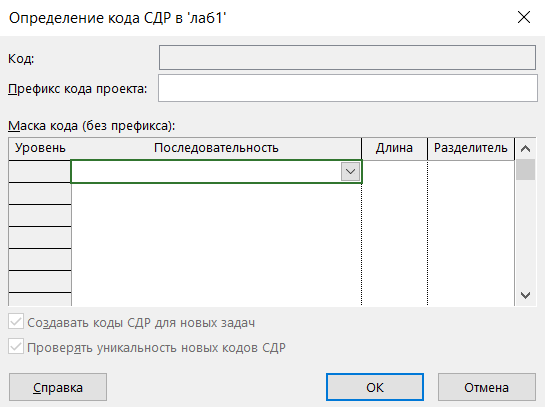 Определение кода СДР в 'лаб1'
Код:
Префикс кода проекта:
Маска кода (без префикса):
Уровень Последовательность Длина Разделитель
Создавать коды СДР для новых задач
Проверять уникальность новых кодов СДР
Справка ОК Отмена